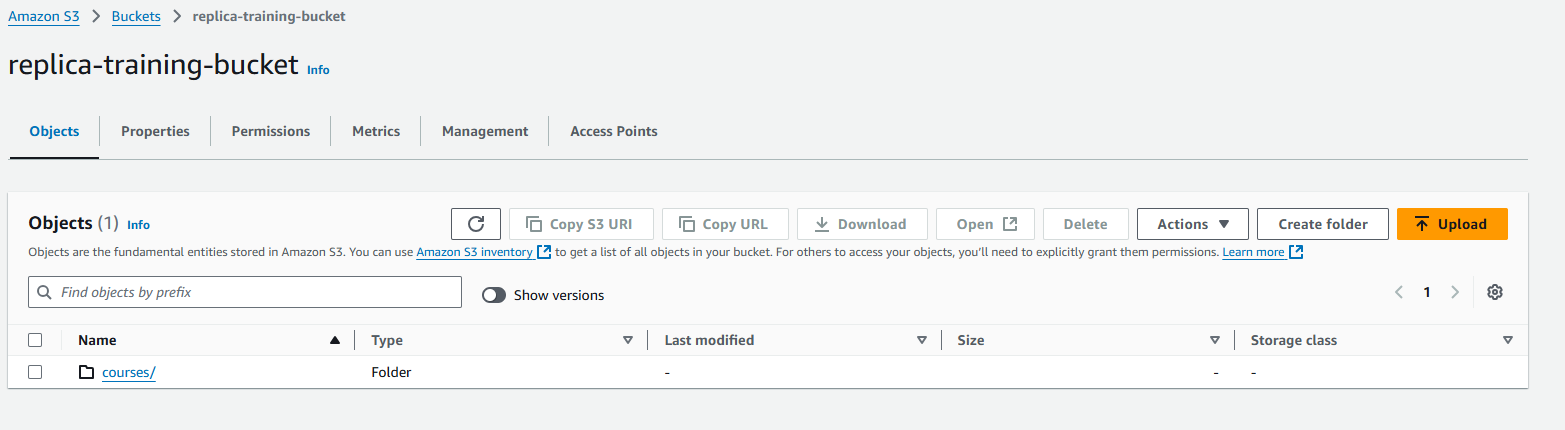 Amazon S3 > Buckets > replica-training-bucket
replica-training-bucket Info
Objects Properties Permissions Metrics Management Access Points
Objects (1) Info Copy S3 URI Copy URL Download Open Delete Actions Create folder Upload
Objects are the fundamental entities stored in Amazon S3. You can use Amazon S3 inventory to get a list of all objects in your bucket. For others to access your objects, you'll need to explicitly grant them permissions. Learn more
Find objects by prefix Show versions < 1 >
Name Type Last modified Size Storage class
courses/ Folder - - -